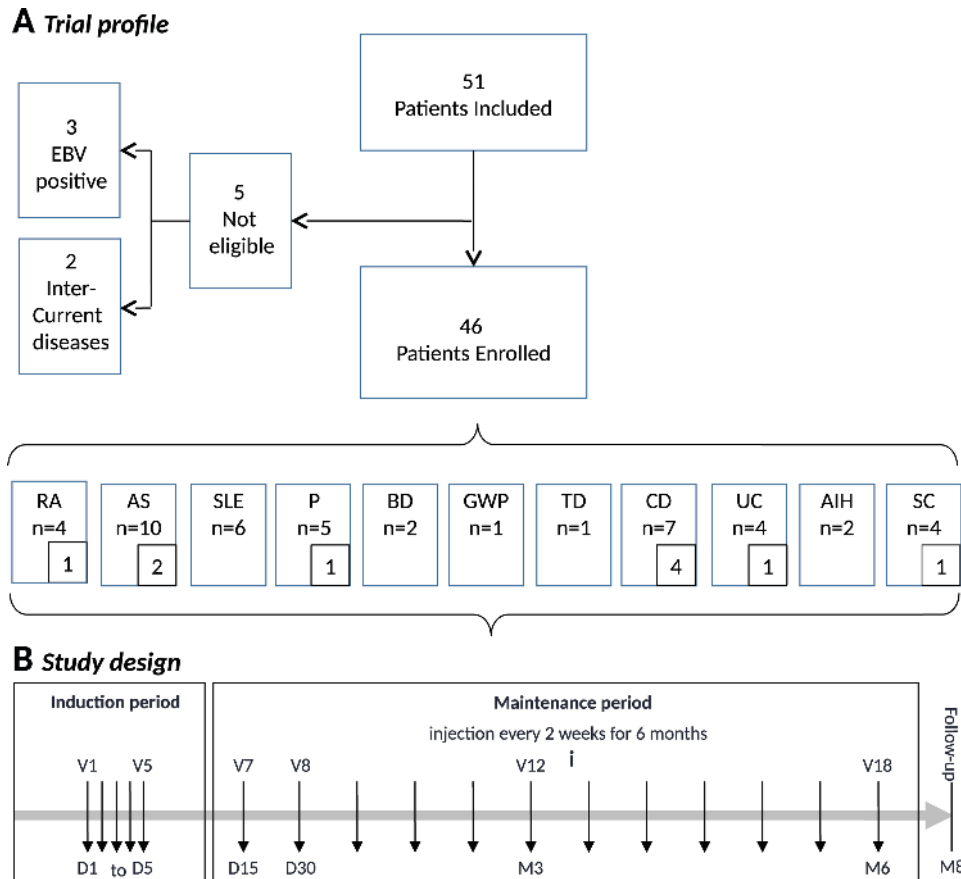 A Trial profile
51
Patients Included
3
EBV
positive
5
Not
eligible
2
Inter-
Current
diseases
46
Patients Enrolled
RA
n=4
1
AS
n=10
2
SLE
n=6
P
n=5
1
BD
n=2
GWP
n=1
TD
n=1
CD
n=7
4
UC
n=4
1
AIH
n=2
SC
n=4
1
B Study design
Induction period
Maintenance period
injection every 2 weeks for 6 months
i
V1
V5
V7
V8
V12
V18
Follow-up
D1 to D5
D15
D30
M3
M6
M8